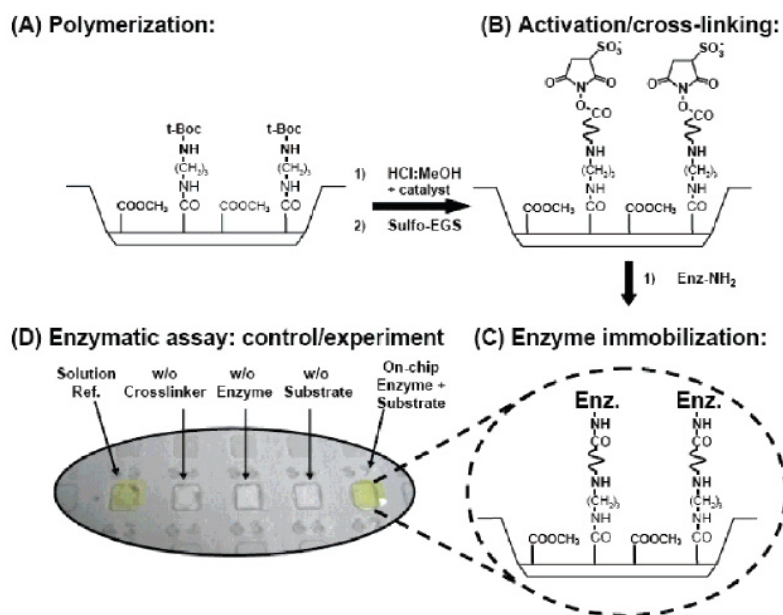 (A) Polymerization:
t-Boc
t-Boc
NH
NH
(CH₂)₃
(CH₂)₃
NH
NH
COOCH₃
CO
COOCH₃
CO
1) HCl:MeOH
+ catalyst
2) Sulfo-EGS
(B) Activation/cross-linking:
SO₃⁻
SO₃⁻
O
N
O
O
N
O
O
CO
O
CO
NH
NH
(CH₂)₃
(CH₂)₃
NH
NH
COOCH₃
CO
COOCH₃
CO
1) Enz-NH₂
(D) Enzymatic assay: control/experiment
Solution
Ref.
w/o
Crosslinker
w/o
Enzyme
w/o
Substrate
On-chip
Enzyme +
Substrate
(C) Enzyme immobilization:
Enz.
Enz.
NH
NH
CO
CO
NH
NH
(CH₂)₃
(CH₂)₃
NH
NH
COOCH₃
CO
COOCH₃
CO